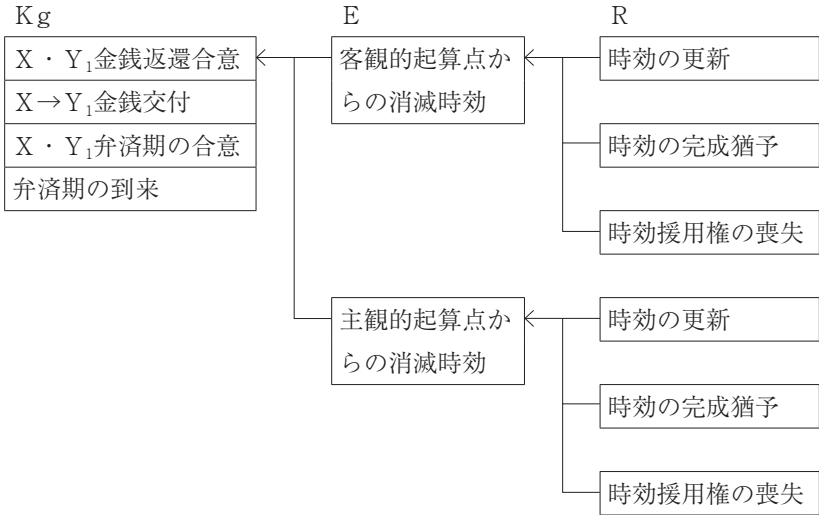 Ｋｇ
Ｅ
Ｒ
Ｘ・Ｙ₁金銭返還合意
Ｘ→Ｙ₁金銭交付
Ｘ・Ｙ₁弁済期の合意
弁済期の到来
客観的起算点か
らの消滅時効
時効の更新
時効の完成猶予
時効援用権の喪失
主観的起算点か
らの消滅時効
時効の更新
時効の完成猶予
時効援用権の喪失